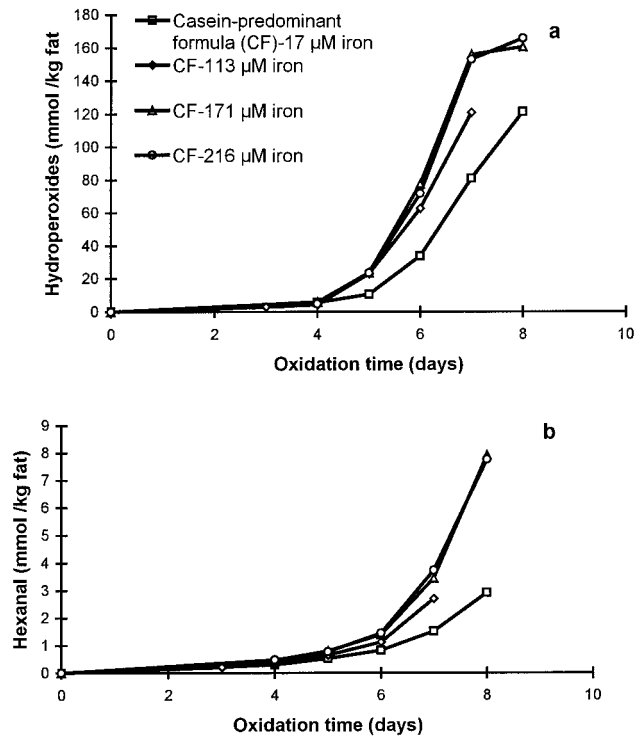 a
Casein-predominant
formula (CF)-17 µM iron
CF-113 µM iron
CF-171 µM iron
CF-216 µM iron
Hydroperoxides (mmol /kg fat)
180
160
140
120
100
80
60
40
20
0
0 2 4 6 8 10
Oxidation time (days)
b
Hexanal (mmol /kg fat)
9
8
7
6
5
4
3
2
1
0
0 2 4 6 8 10
Oxidation time (days)